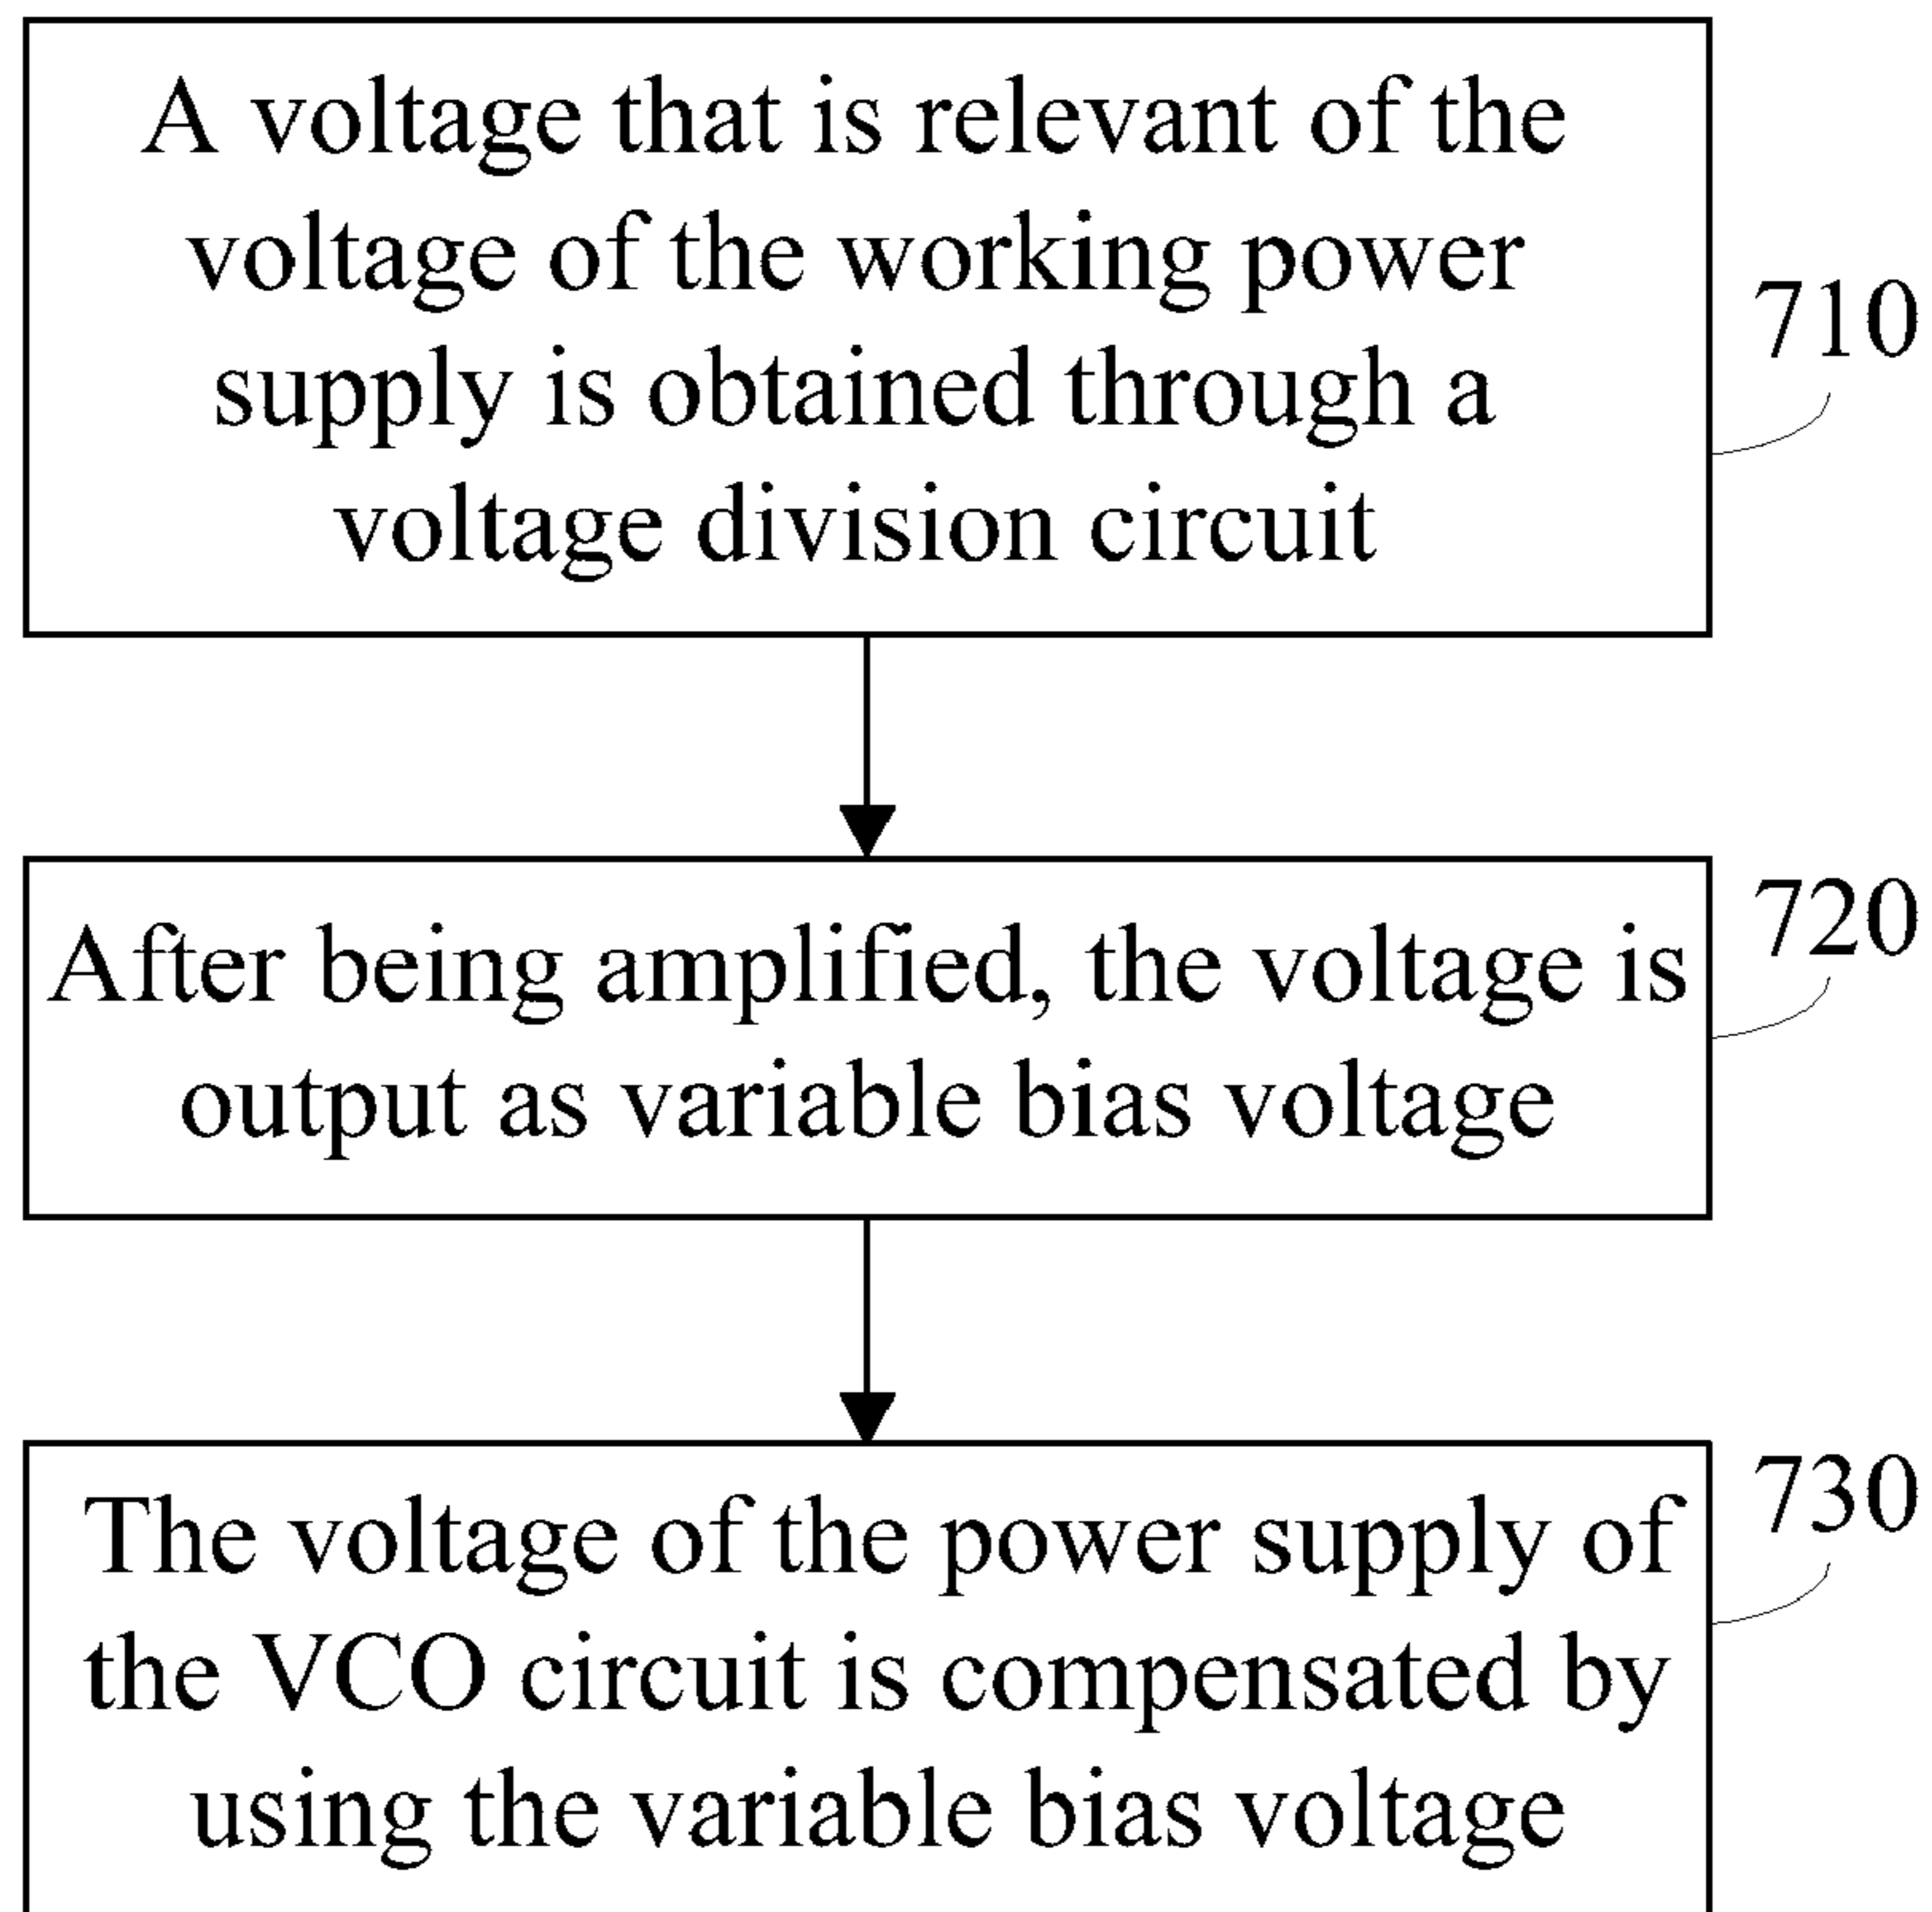 A voltage that is relevant of the
voltage of the working power
supply is obtained through a
voltage division circuit
710
After being amplified, the voltage is
output as variable bias voltage
720
The voltage of the power supply of
the VCO circuit is compensated by
using the variable bias voltage
730